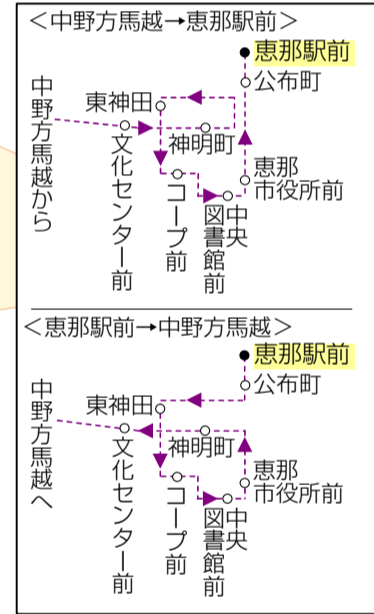 ＜中野方馬越→恵那駅前＞
恵那駅前
公布町
東神田
神明町
中野方馬越から
文化センター前
コープ前
中央
図書館前
恵那
市役所前
＜恵那駅前→中野方馬越＞
恵那駅前
公布町
東神田
神明町
中野方馬越へ
文化センター前
コープ前
中央
図書館前
恵那
市役所前